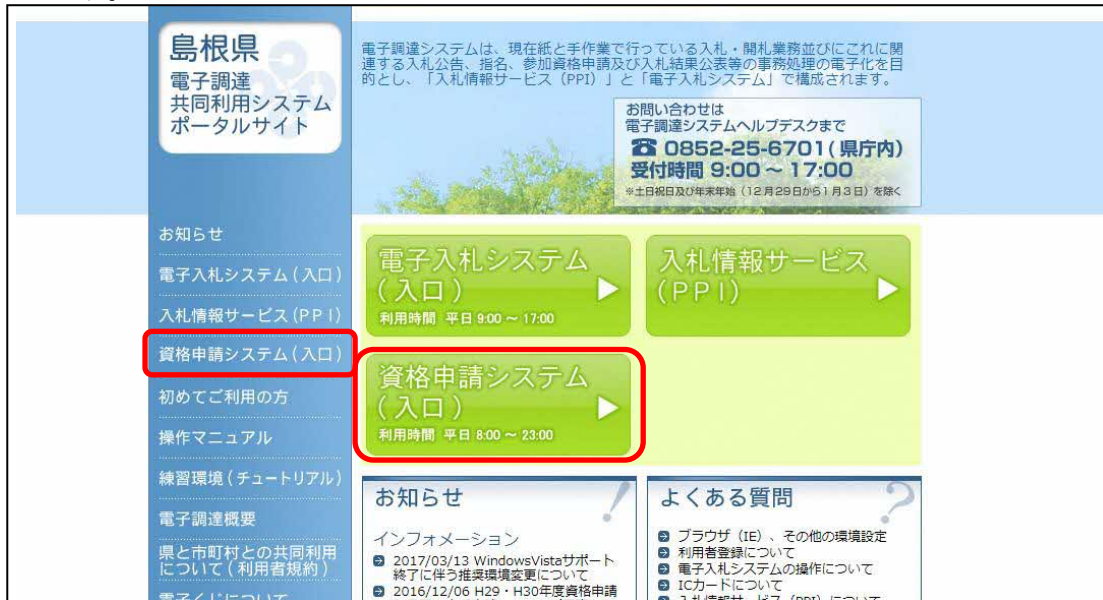 島根県
電子調達
共同利用システム
ポータルサイト
電子調達システムは、現在紙と手作業で行っている入札・開札業務並びにこれに関
連する入札公告、指名、参加資格申請及び入札結果公表等の事務処理の電子化を目
的とし、「入札情報サービス（PPI）」と「電子入札システム」で構成されます。
お問い合わせは
電子調達システムヘルプデスクまで
☎ 0852-25-6701(県庁内)
受付時間 9:00 ～ 17:00
※土日祝日及び年末年始（12月29日から1月3日）を除く
お知らせ
電子入札システム(入口)
入札情報サービス(PPI)
資格申請システム(入口)
初めてご利用の方
操作マニュアル
練習環境(チュートリアル)
電子調達概要
県と市町村との共同利用
について(利用者規約)
電子くじについて
電子入札システム
(入口)
利用時間 平日 9:00 ～ 17:00
入札情報サービス
(PPI)
資格申請システム
(入口)
利用時間 平日 8:00 ～ 23:00
お知らせ
インフォメーション
2017/03/13 WindowsVistaサポート
終了に伴う推奨環境変更について
2016/12/06 H29・H30年度資格申請
よくある質問
ブラウザ（IE）、その他の環境設定
利用者登録について
電子入札システムの操作について
ICカードについて
入札情報サービス（PPI）について